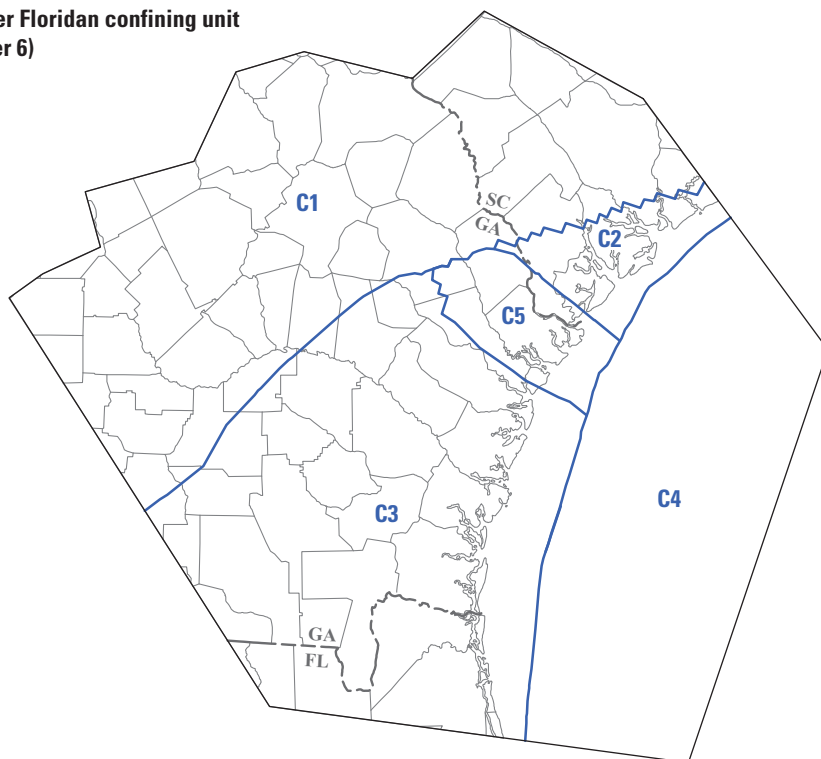 er Floridan confining unit
er 6)
C1
SC
GA
C2
C5
C4
C3
GA
FL